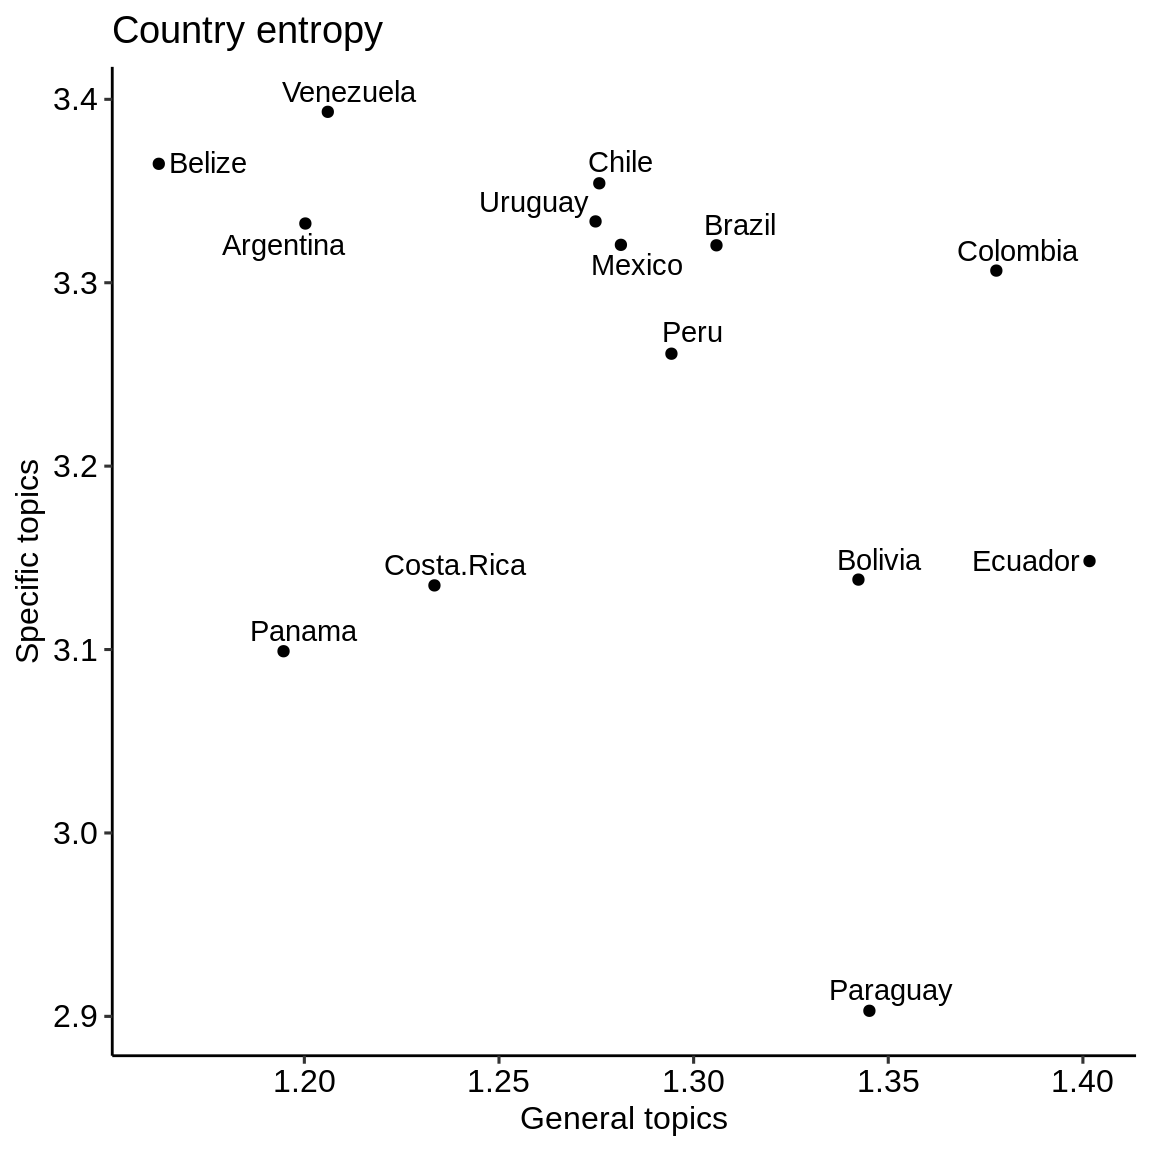 Country entropy
3.4
3.3
3.2
3.1
3.0
2.9
Specific topics
Venezuela
Belize
Chile
Uruguay
Argentina
Brazil
Mexico
Colombia
Peru
Costa.Rica
Bolivia
Ecuador
Panama
Paraguay
1.20
1.25
1.30
1.35
1.40
General topics